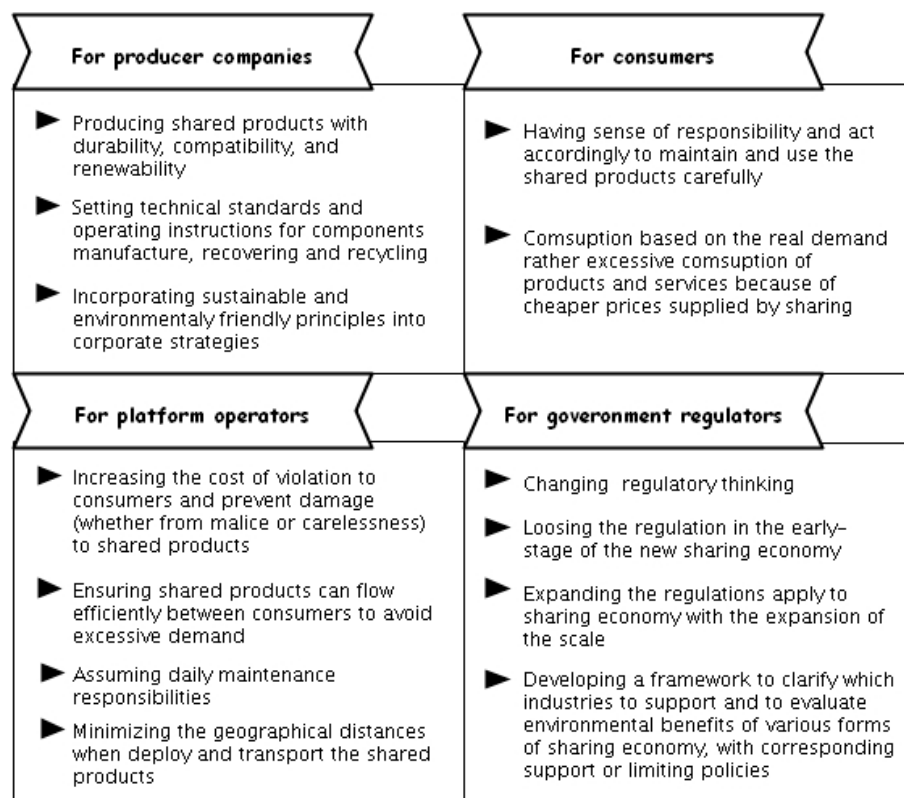 For producer companies
Producing shared products with
durability, compatibility, and
renewability
Setting technical standards and
operating instructions for components
manufacture, recovering and recycling
Incorporating sustainable and
environmentaly friendly principles into
corporate strategies
For consumers
Having sense of responsibility and act
accordingly to maintain and use the
shared products carefully
Comsuption based on the real demand
rather excessive comsuption of
products and services because of
cheaper prices supplied by sharing
For platform operators
Increasing the cost of violation to
consumers and prevent damage
(whether from malice or carelessness)
to shared products
Ensuring shared products can flow
efficiently between consumers to avoid
excessive demand
Assuming daily maintenance
responsibilities
Minimizing the geographical distances
when deploy and transport the shared
products
For government regulators
Changing regulatory thinking
Loosing the regulation in the early–
stage of the new sharing economy
Expanding the regulations apply to
sharing economy with the expansion of
the scale
Developing a framework to clarify which
industries to support and to evaluate
environmental benefits of various forms
of sharing economy, with corresponding
support or limiting policies